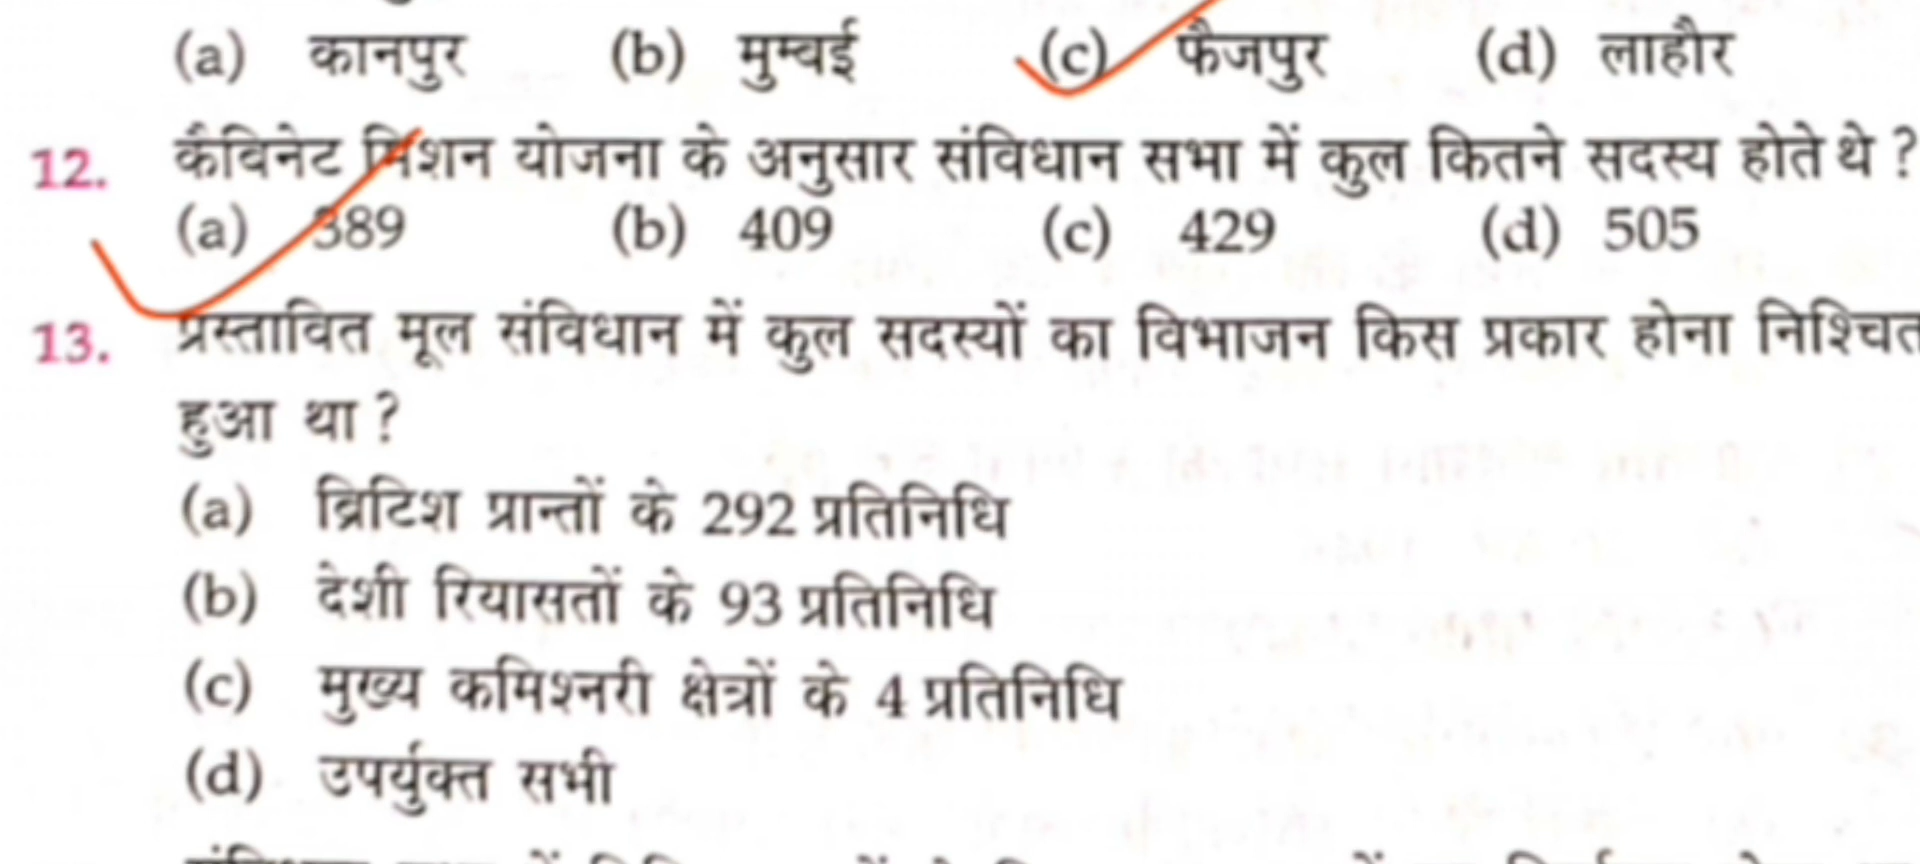 (a) कानपुर (b) मुम्बई (c) फैजपुर (d) लाहौर
12. कैबिनेट मिशन योजना के अनुसार संविधान सभा में कुल कितने सदस्य होते थे ?
(a) 389 (b) 409 (c) 429 (d) 505
13. प्रस्तावित मूल संविधान में कुल सदस्यों का विभाजन किस प्रकार होना निश्चित
हुआ था ?
(a) ब्रिटिश प्रान्तों के 292 प्रतिनिधि
(b) देशी रियासतों के 93 प्रतिनिधि
(c) मुख्य कमिश्नरी क्षेत्रों के 4 प्रतिनिधि
(d) उपर्युक्त सभी